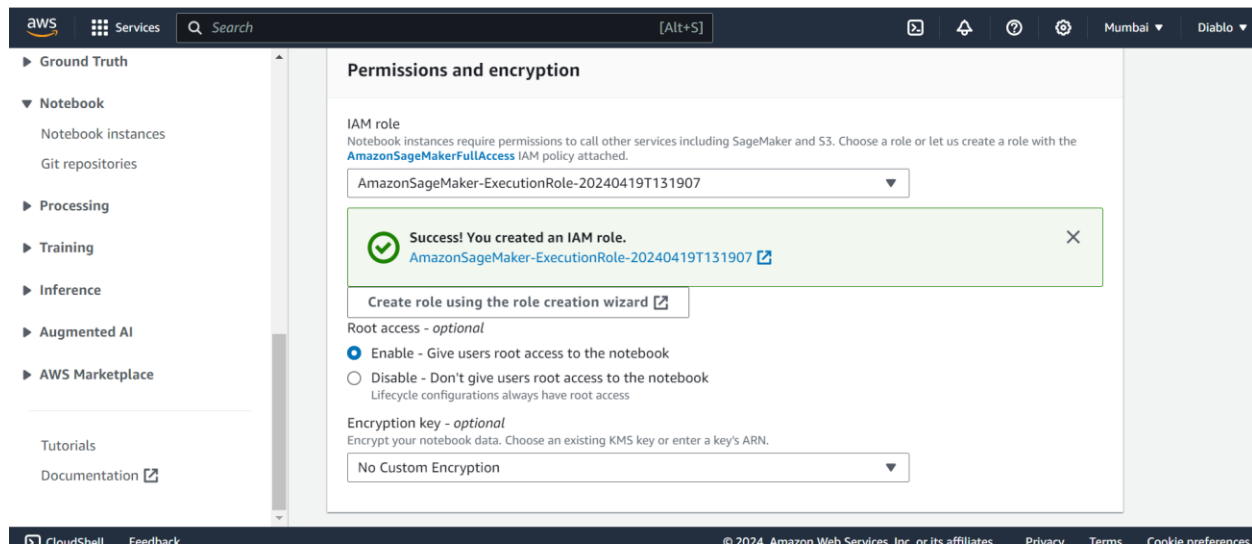 aws
Services
Search
[Alt+S]
Mumbai
Diablo
Ground Truth
Notebook
Notebook instances
Git repositories
Processing
Training
Inference
Augmented AI
AWS Marketplace
Tutorials
Documentation
Permissions and encryption
IAM role
Notebook instances require permissions to call other services including SageMaker and S3. Choose a role or let us create a role with the
AmazonSageMakerFullAccess IAM policy attached.
AmazonSageMaker-ExecutionRole-20240419T131907
Success! You created an IAM role.
AmazonSageMaker-ExecutionRole-20240419T131907
Create role using the role creation wizard
Root access - optional
Enable - Give users root access to the notebook
Disable - Don't give users root access to the notebook
Lifecycle configurations always have root access
Encryption key - optional
Encrypt your notebook data. Choose an existing KMS key or enter a key's ARN.
No Custom Encryption
CloudShell
Feedback
© 2024, Amazon Web Services, Inc. or its affiliates.
Privacy
Terms
Cookie preferences